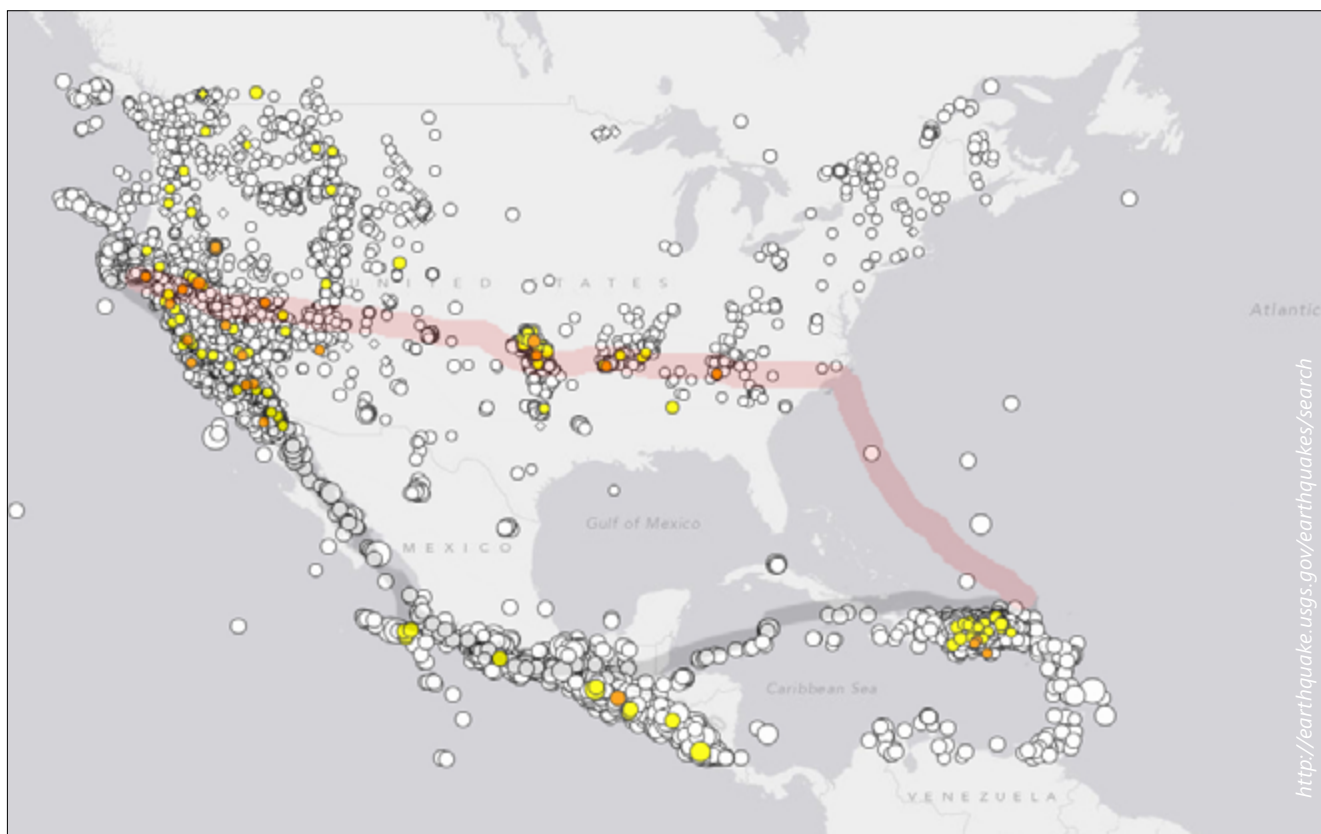 UNITED STATES
Atlantic
Gulf of Mexico
MEXICO
Caribbean Sea
VENEZUELA
http://earthquake.usgs.gov/earthquakes/search